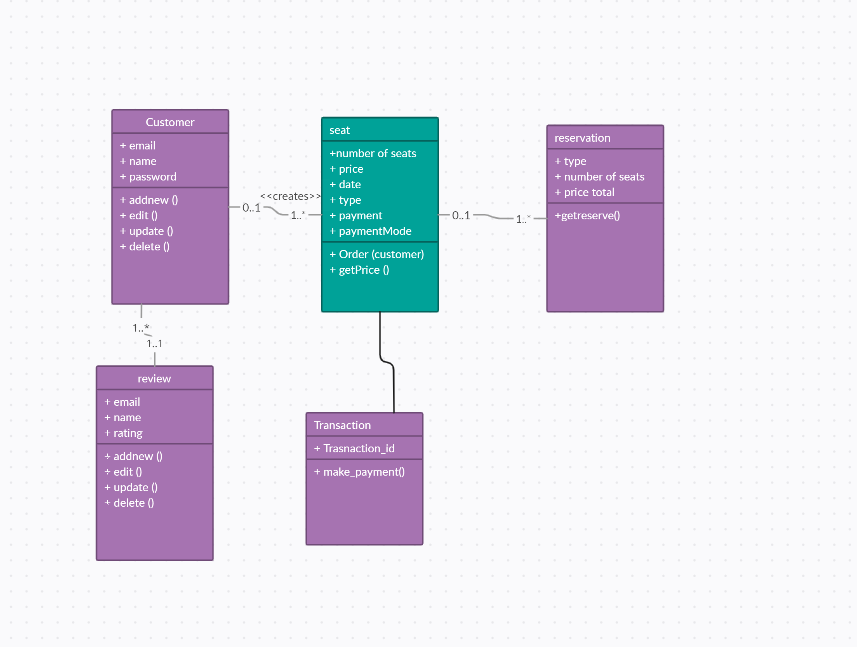 Customer
+ email
+ name
+ password
+ addnew ()
+ edit ()
+ update ()
+ delete ()
0..1
<<creates>>
1..*
seat
+number of seats
+ price
+ date
+ type
+ payment
+ paymentMode
+ Order (customer)
+ getPrice ()
0..1
1..*
reservation
+ type
+ number of seats
+ price total
+getreserve()
1..*
1..1
review
+ email
+ name
+ rating
+ addnew ()
+ edit ()
+ update ()
+ delete ()
Transaction
+ Trasnaction_id
+ make_payment()